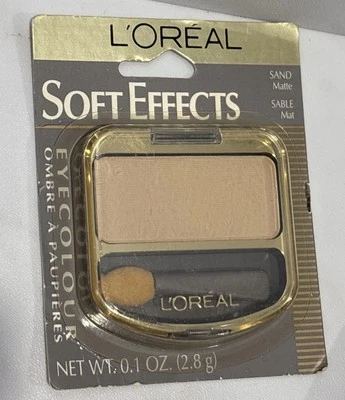 L'ORÉAL
SAND
Matte
SOFT EFFECTS
SABLE
Mat
EYECOLOUR
OMBRE À PAUPIÈRES
L'ORÉAL
NET WT. 0.1 OZ. (2.8 g)